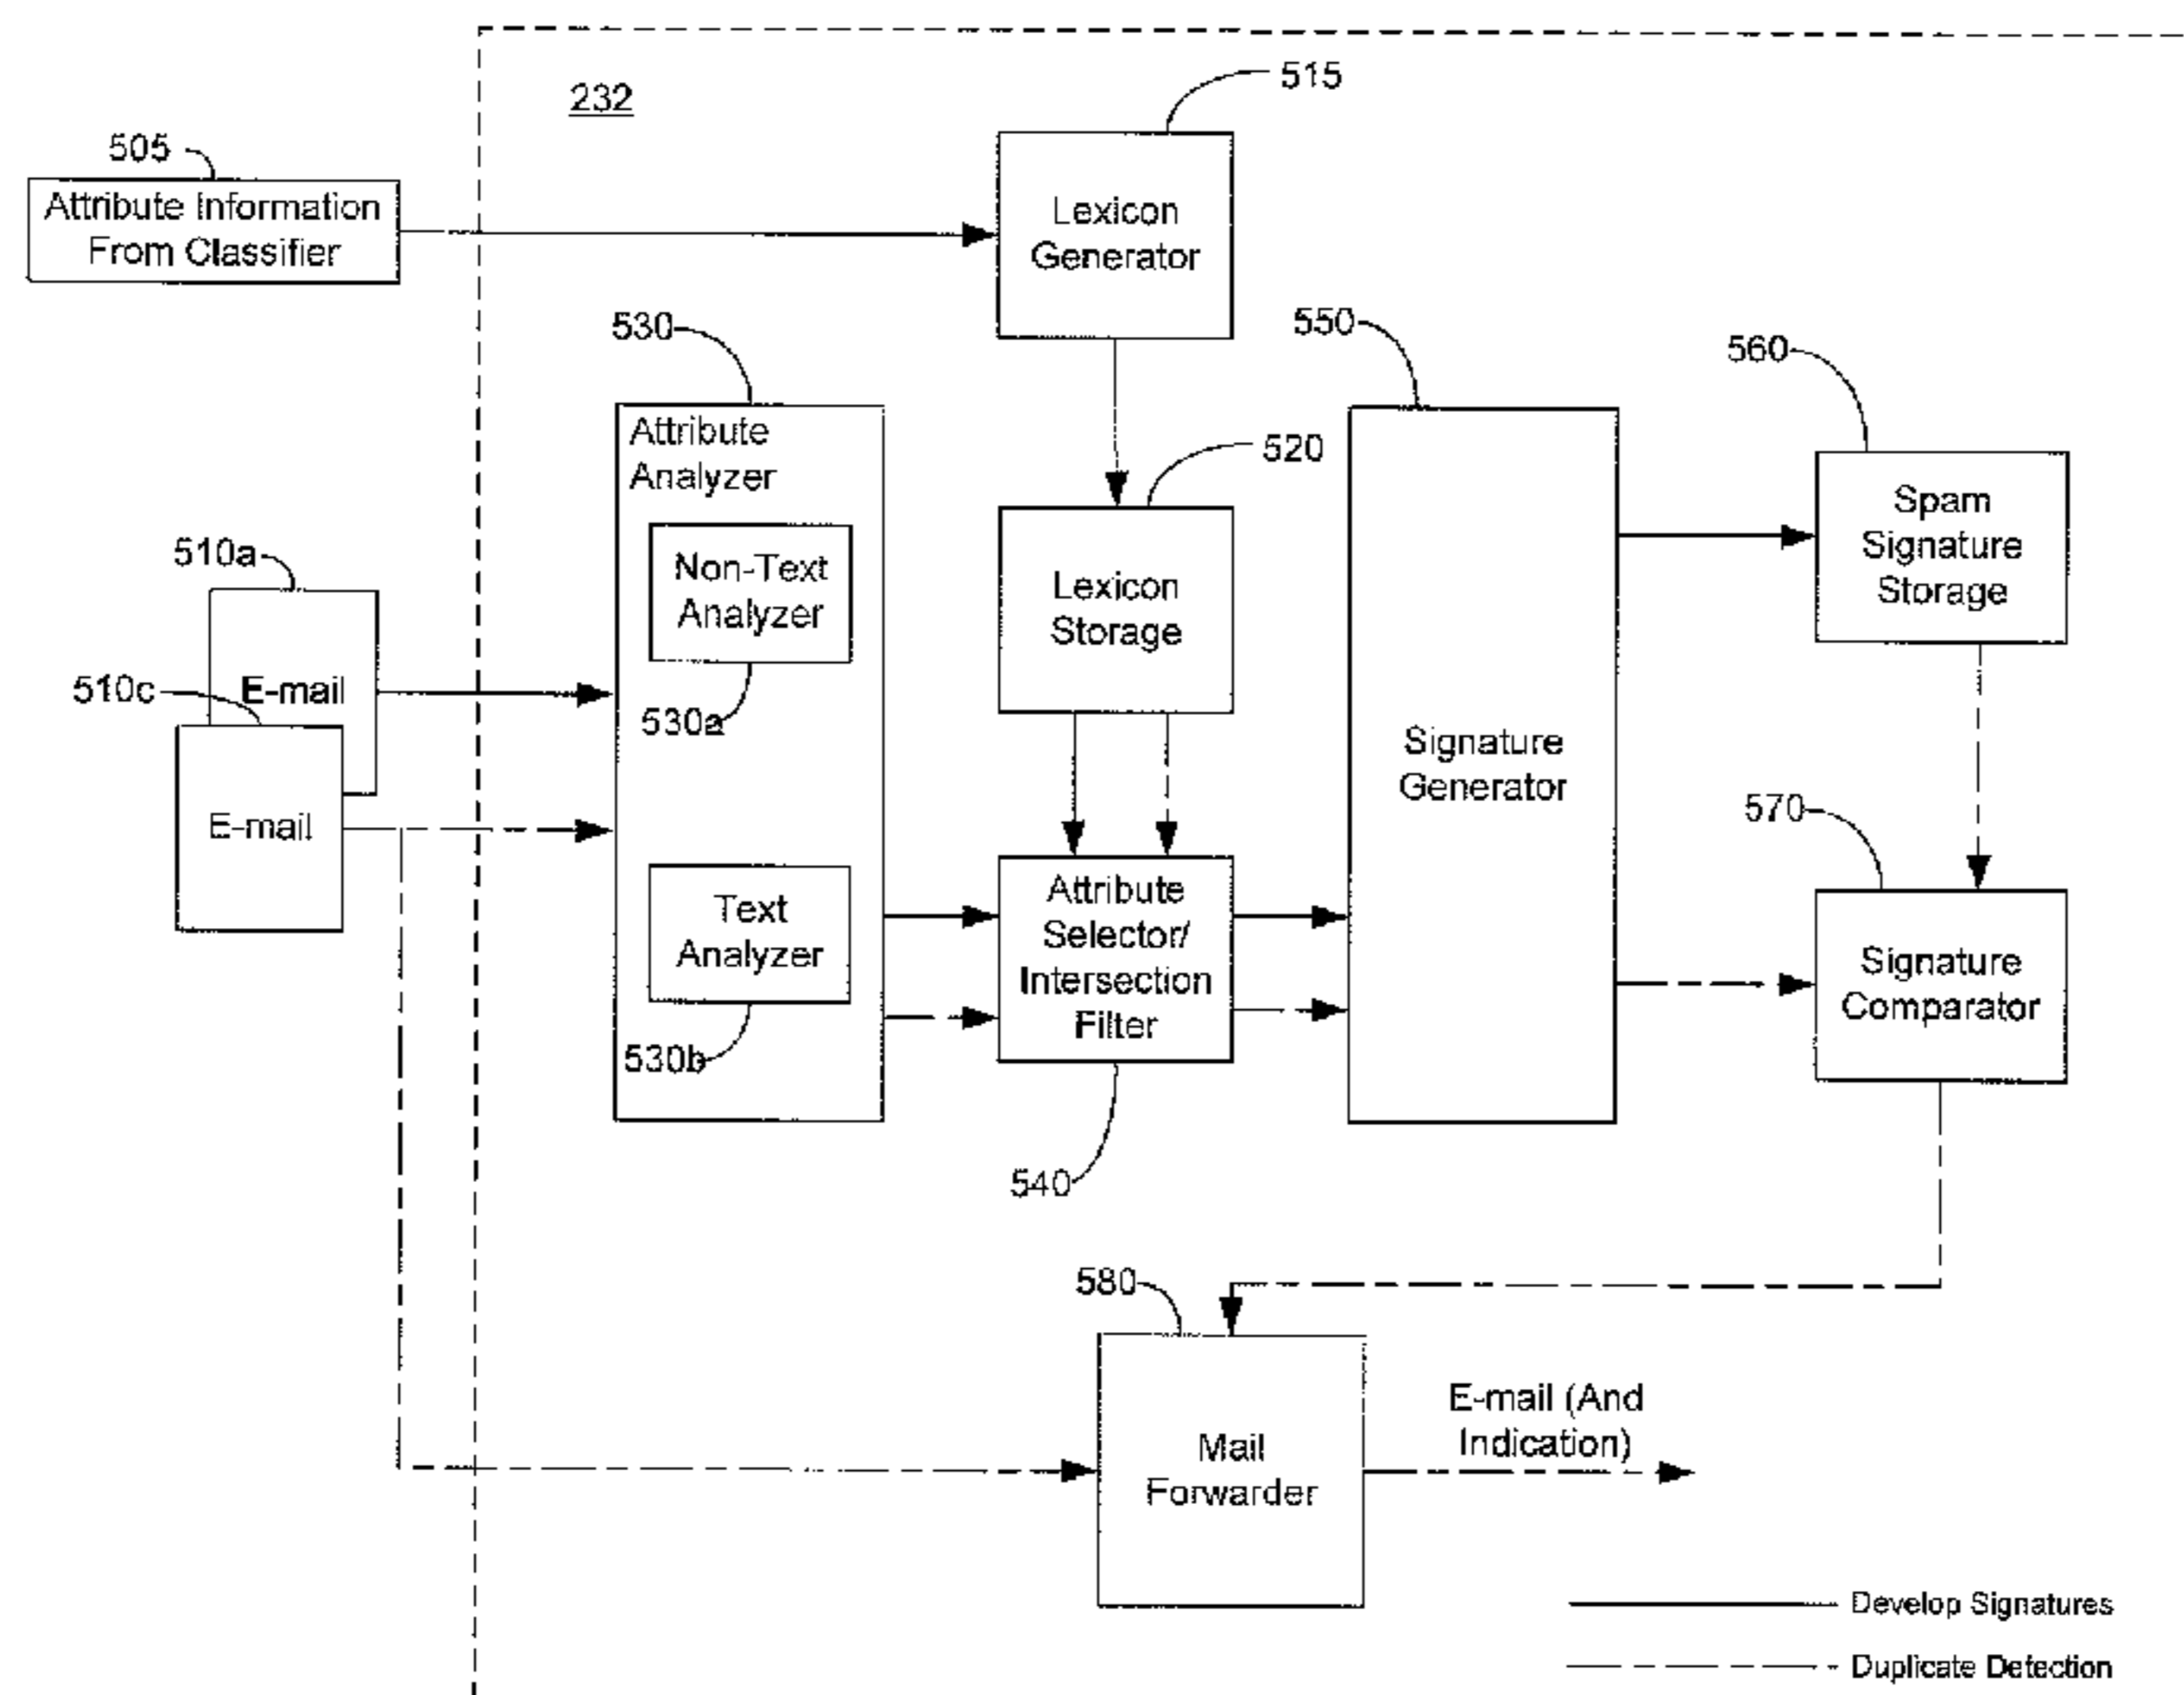 232
515
505
Attribute Information
From Classifier
Lexicon
Generator
530
550
560
Attribute
Analyzer
520
Spam
Signature
Storage
510a
Non-Text
Analyzer
Lexicon
Storage
510c
E-mail
530a
Signature
Generator
E-mail
570
Text
Analyzer
Attribute
Selector/
Intersection
Filter
Signature
Comparator
530b
540
580
E-mail (And
Indication)
Mail
Forwarder
Develop Signatures
Duplicate Detection